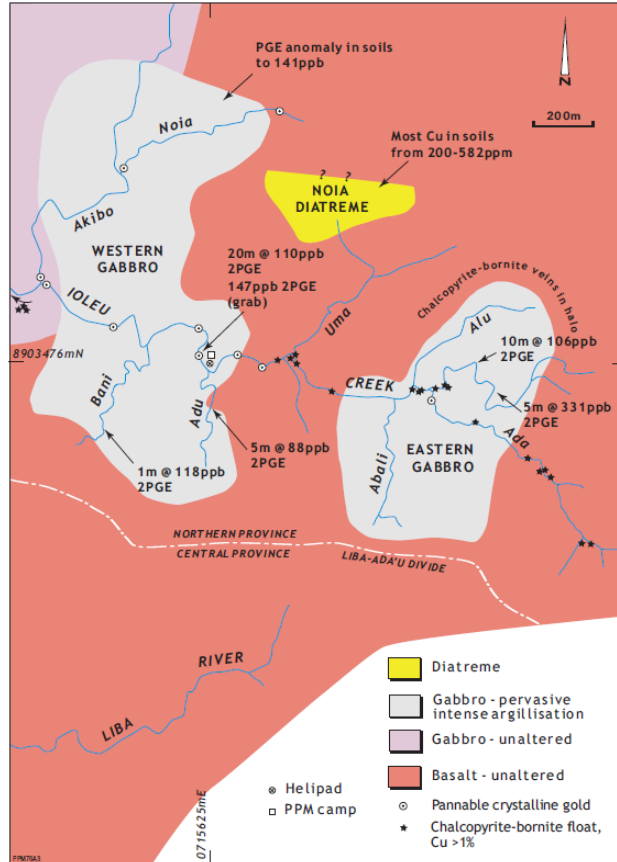 PGE anomaly in soils
to 141ppb
N
200m
Noia
Most Cu in soils
from 200-582ppm
? ?
NOIA
DIATREME
Akibo
WESTERN
GABBRO
20m @ 110ppb
2PGE
147ppb 2PGE
(grab)
IOLEU
Uma
Chalcopyrite-bornite veins in halo
Alu
8903476mN
10m @ 106ppb
2PGE
CREEK
Bani
Adu
5m @ 331ppb
2PGE
Ada
EASTERN
GABBRO
Abali
5m @ 88ppb
2PGE
1m @ 118ppb
2PGE
NORTHERN PROVINCE
CENTRAL PROVINCE
LIBA-ADA'U DIVIDE
LIBA RIVER
Diatreme
Gabbro - pervasive
intense argillisation
Gabbro - unaltered
Basalt - unaltered
Helipad
PPM camp
Pannable crystalline gold
Chalcopyrite-bornite float,
Cu >1%
0715625mE
PPM78A3